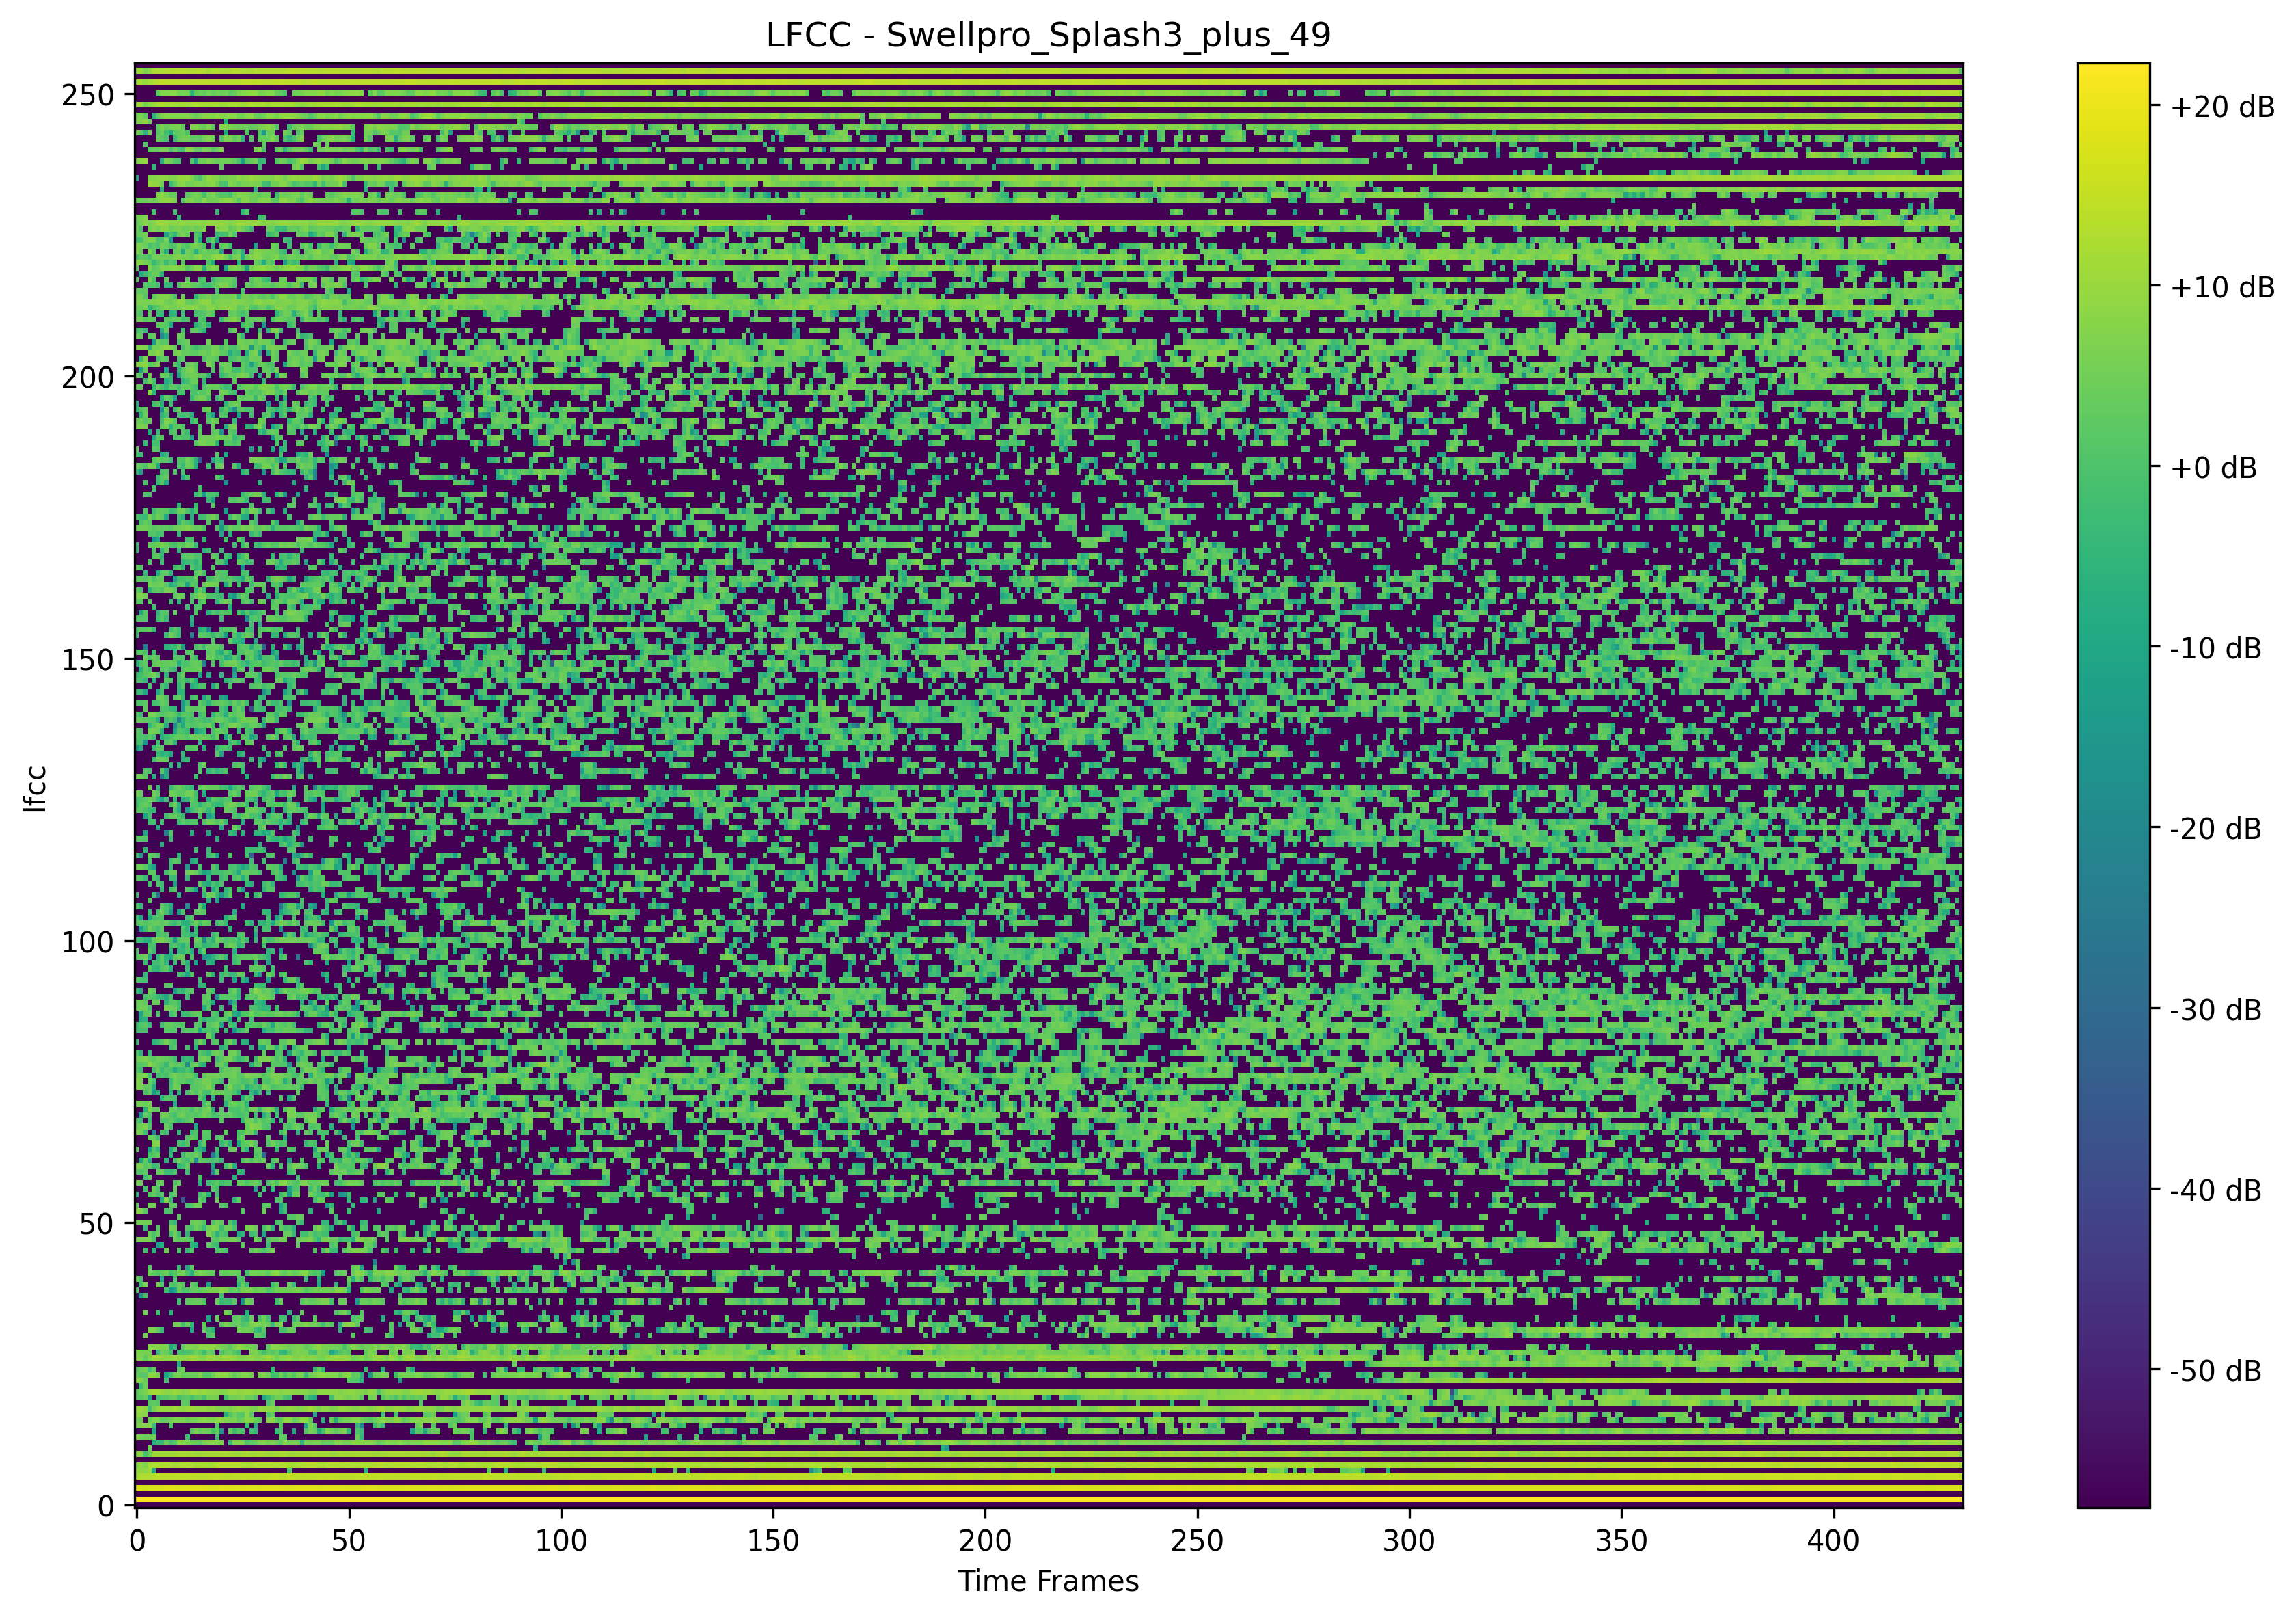 LFCC - Swellpro_Splash3_plus_49
250
200
150
100
50
0
lfcc
0 50 100 150 200 250 300 350 400
Time Frames
+20 dB
+10 dB
+0 dB
-10 dB
-20 dB
-30 dB
-40 dB
-50 dB